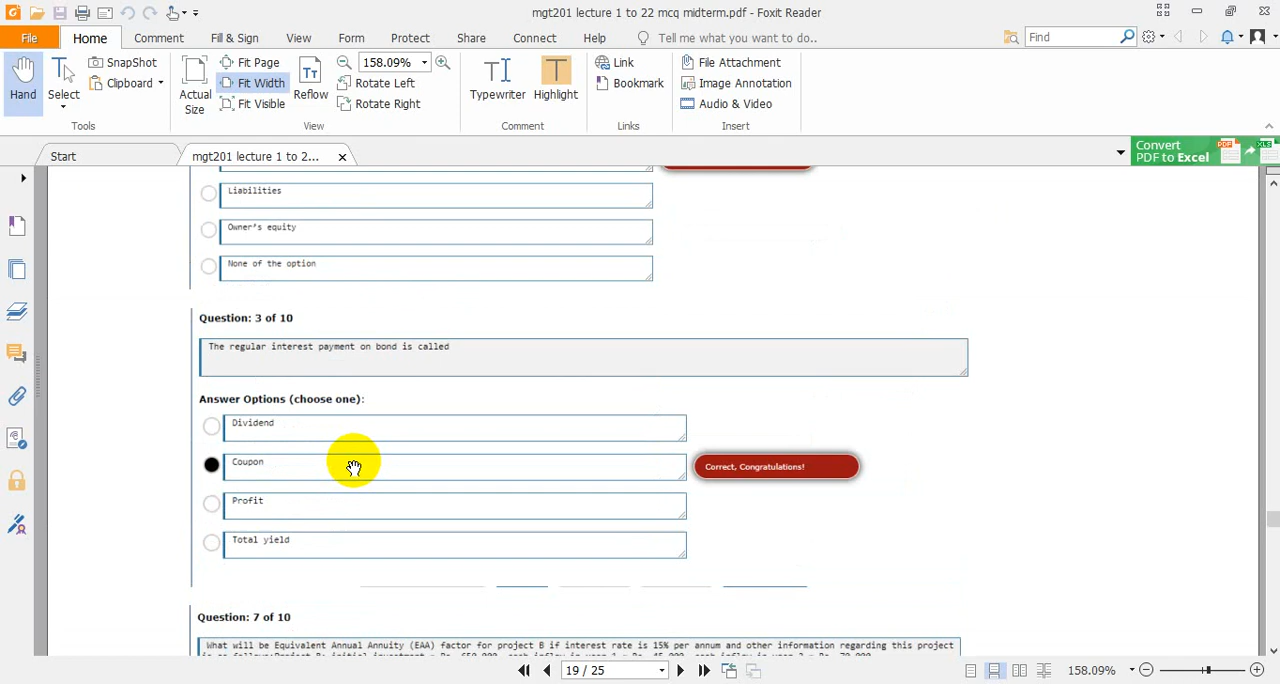 mgt201 lecture 1 to 22 mcq midterm.pdf - Foxit Reader
File Home Comment Fill & Sign View Form Protect Share Connect Help Tell me what you want to do.. Find
Hand Select SnapShot Clipboard
Tools
Actual Size Fit Page Fit Width Fit Visible Reflow 158.09% Rotate Left Rotate Right
View
Typewriter Highlight
Comment
Link Bookmark
Links
File Attachment Image Annotation Audio & Video
Insert
Start mgt201 lecture 1 to 2... Convert PDF to Excel PDF XLS
Liabilities
Owner's equity
None of the option
Question: 3 of 10
The regular interest payment on bond is called
Answer Options (choose one):
Dividend
Coupon
Correct, Congratulations!
Profit
Total yield
Question: 7 of 10
What will be Equivalent Annual Annuity (EAA) factor for project B if interest rate is 15% per annum and other information regarding this project
19 / 25 158.09%